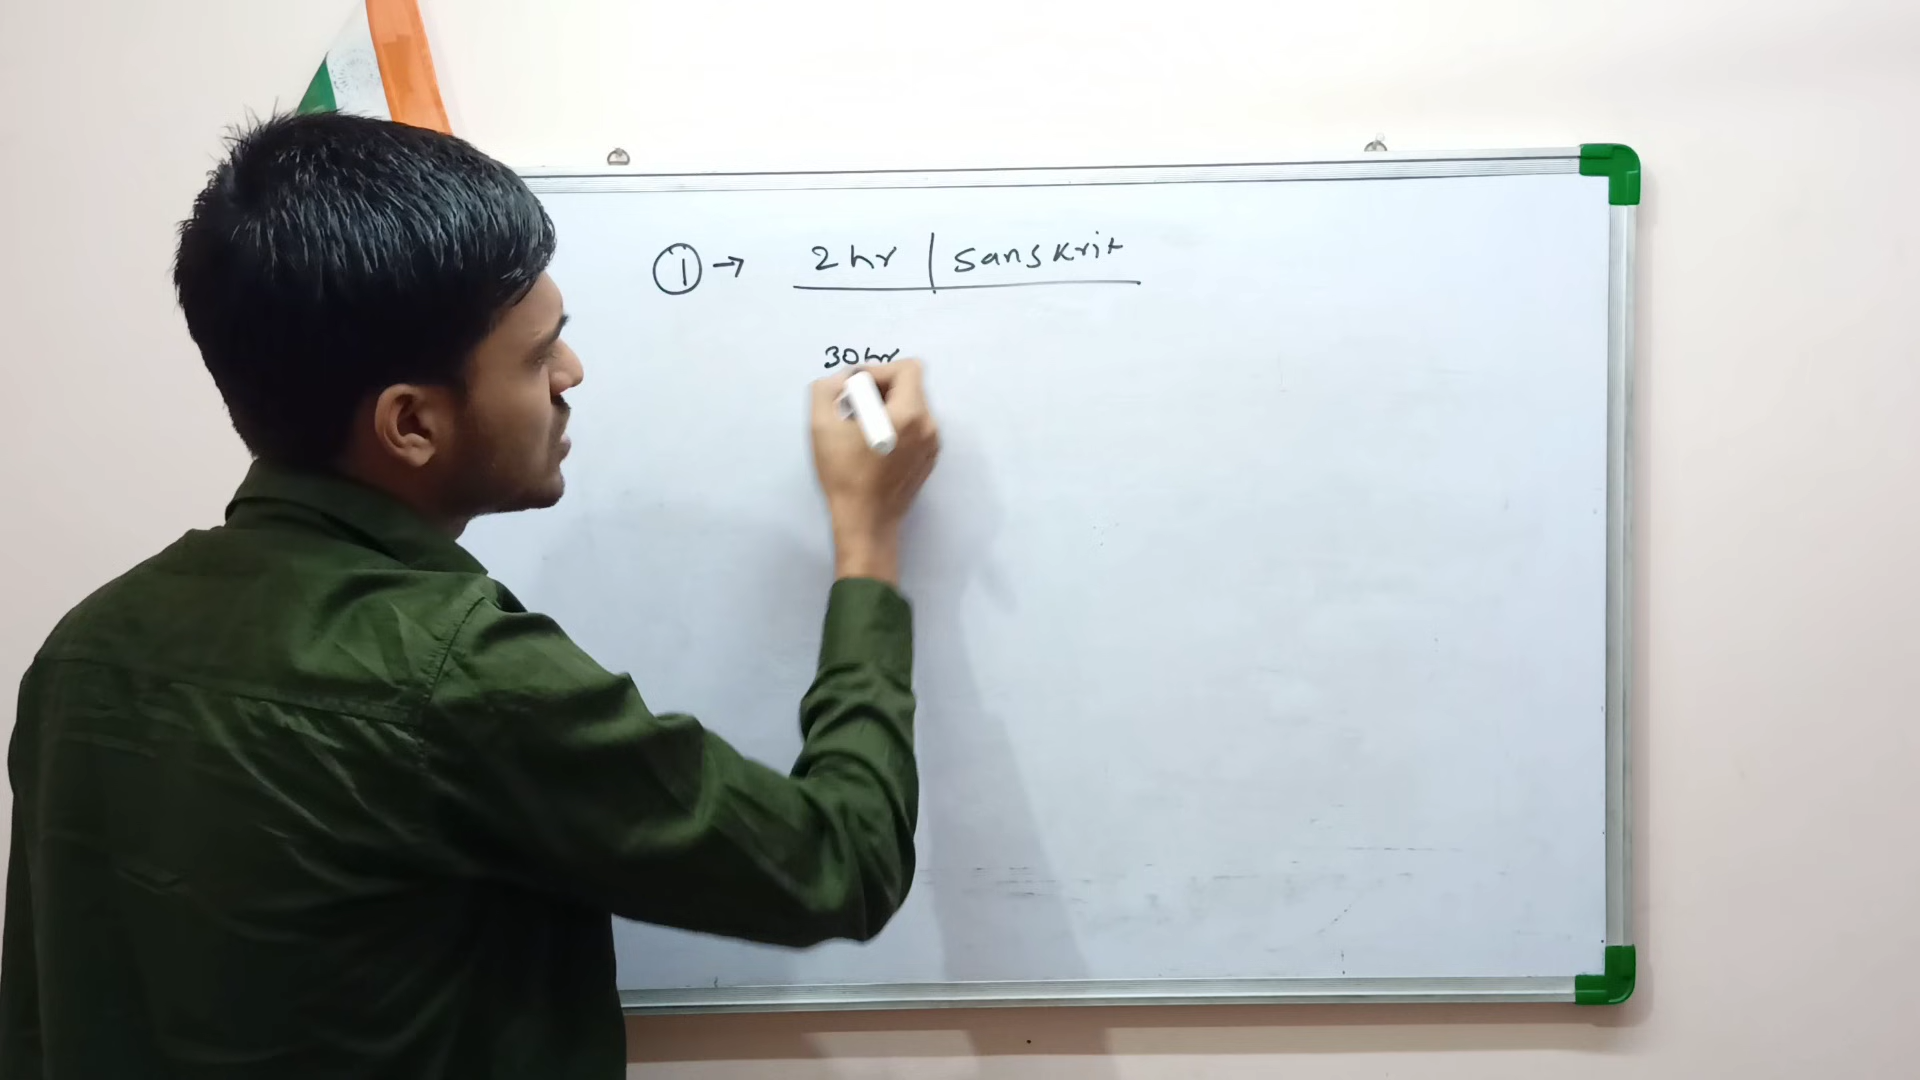 ① → 2 hr | Sanskrit
30 hr